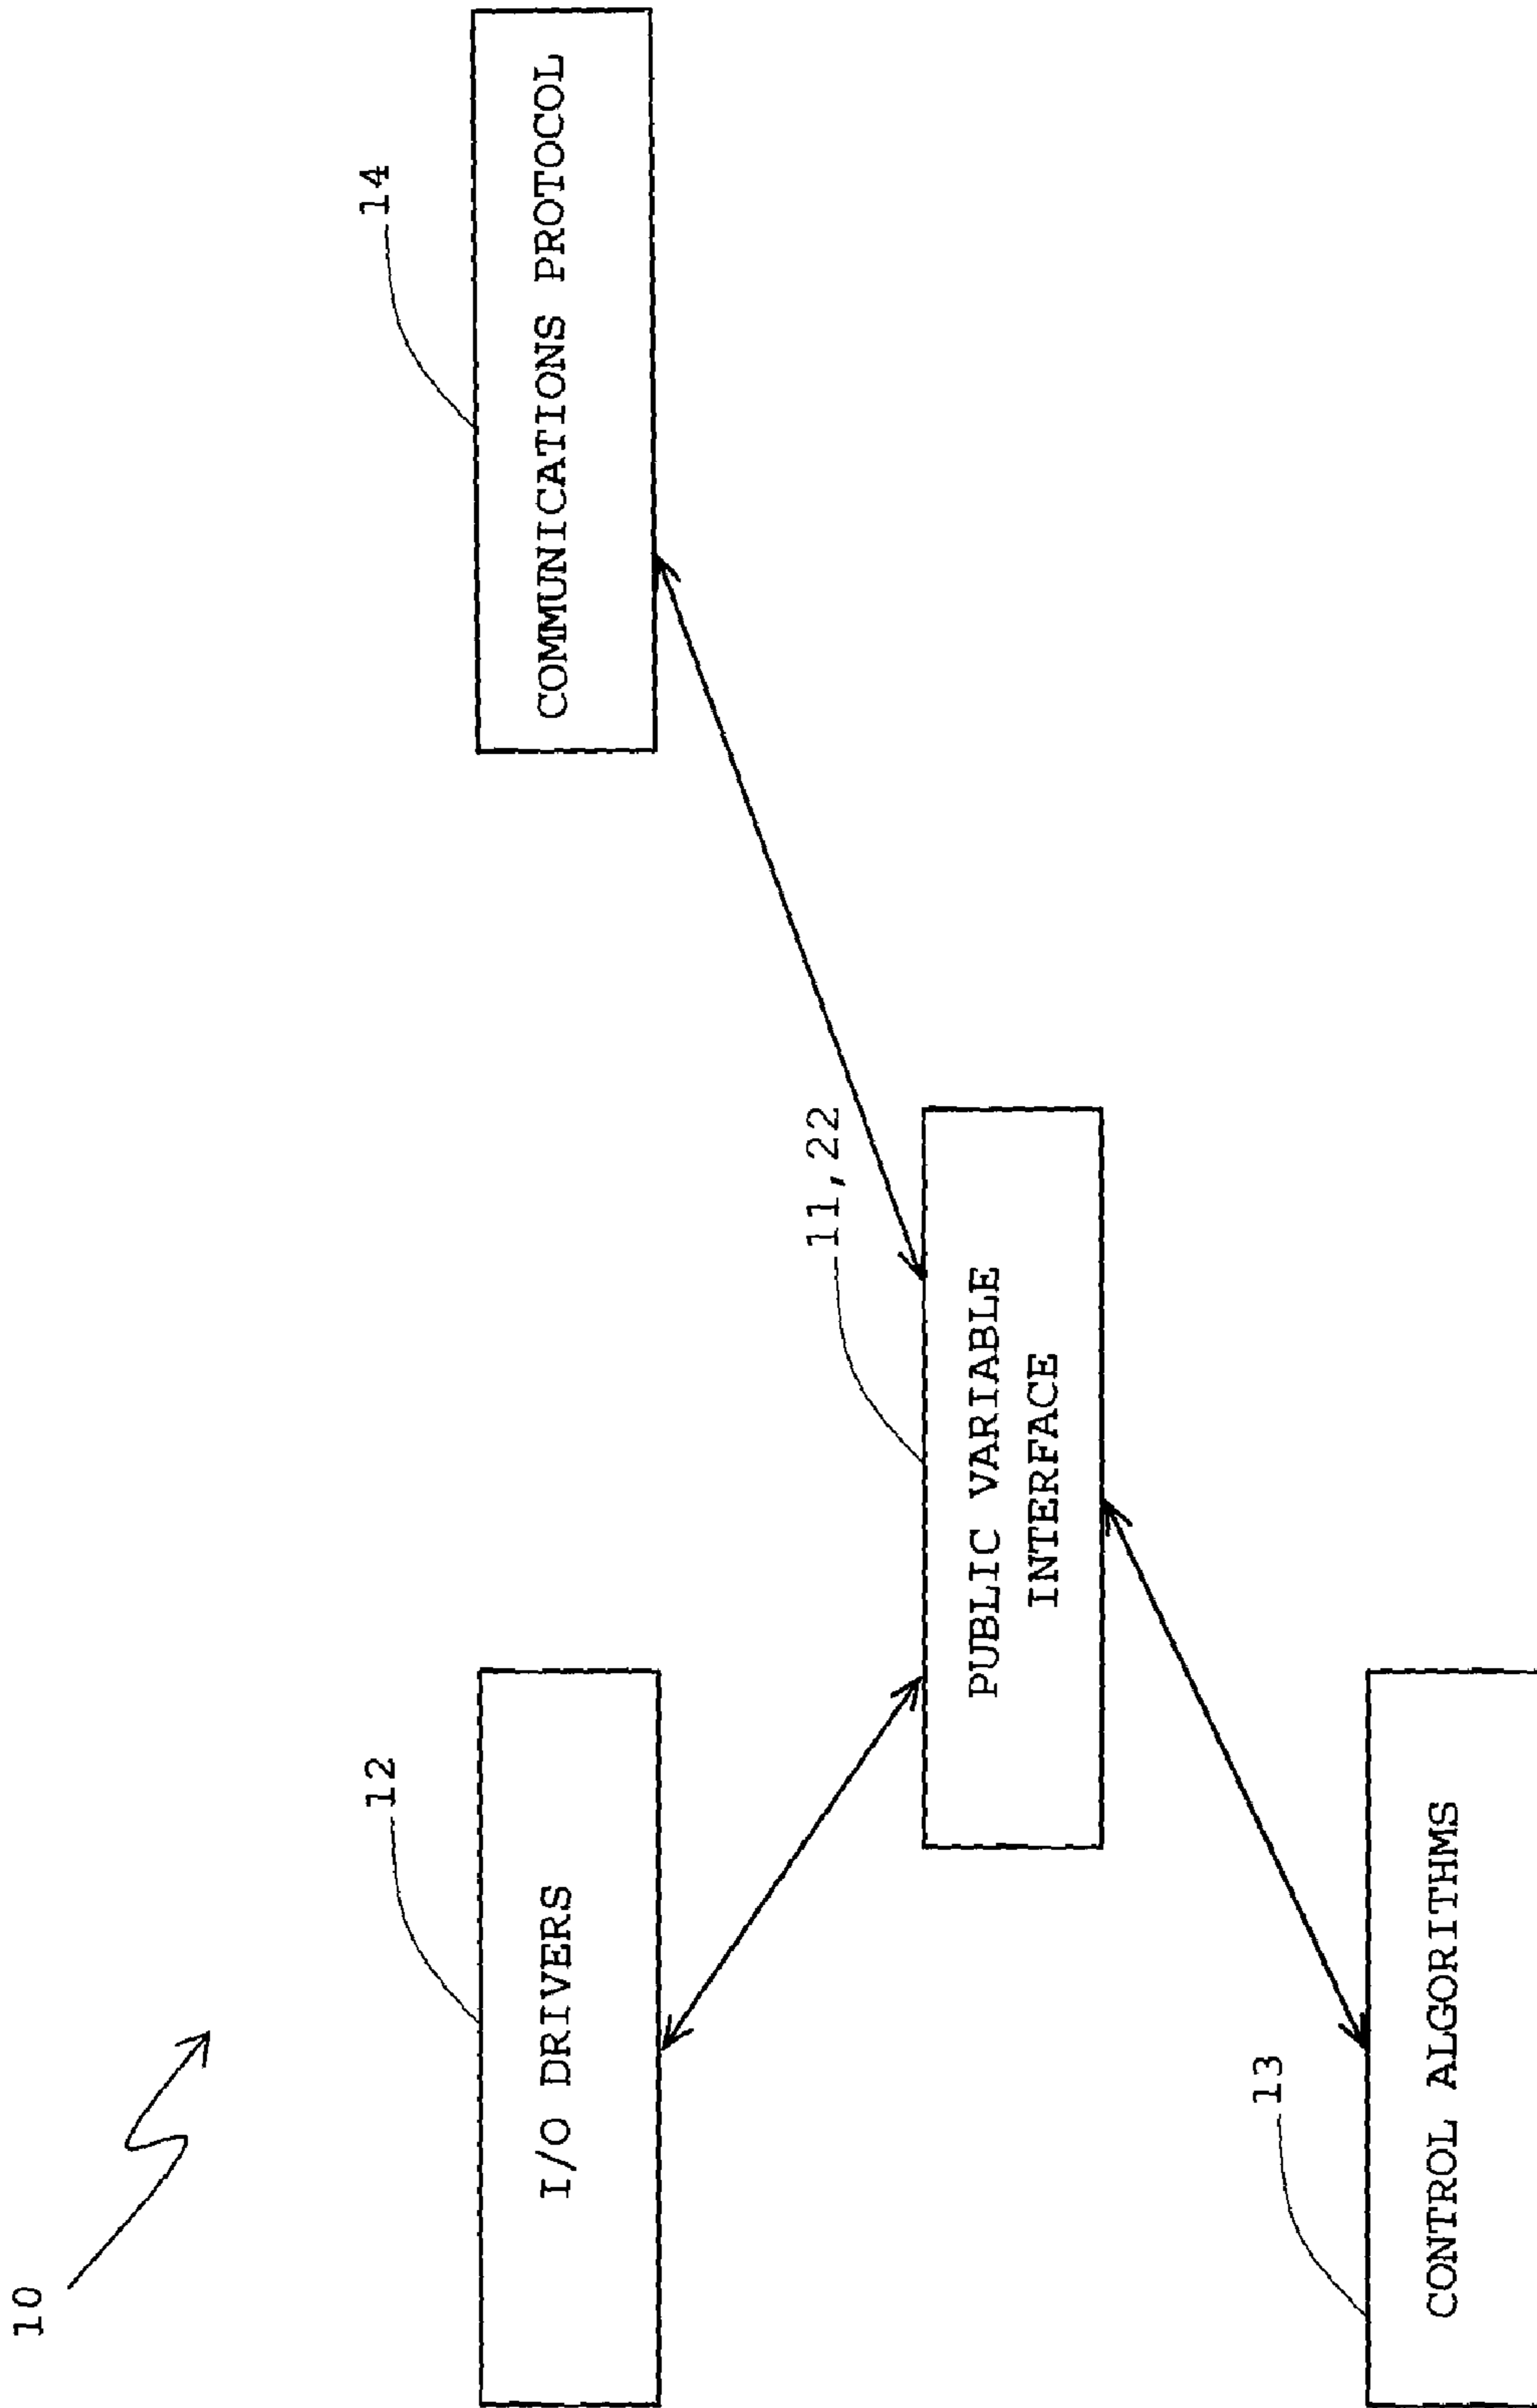 10
12
I/O DRIVERS
14
COMMUNICATIONS PROTOCOL
11,22
PUBLIC VARIABLE
INTERFACE
13
CONTROL ALGORITHMS